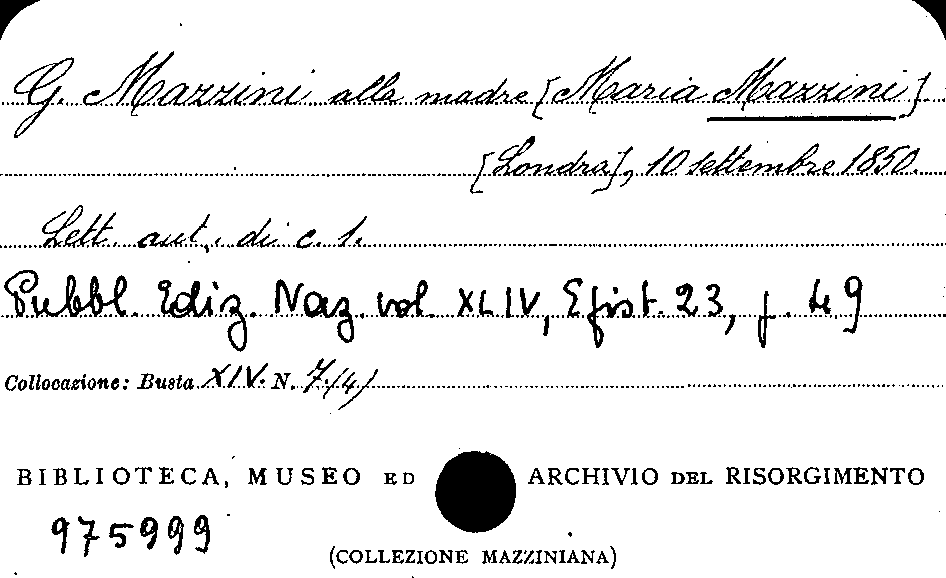 G. Mazzini alla madre [Maria Mazzini]
[Londra], 10 settembre 1850.
Lett. aut. di c. 1.
Pubbl. Ediz. Naz. vol. XLIV, Epist. 23, p. 49
Collocazione: Busta XIV. N. 7/(4)
BIBLIOTECA, MUSEO ED ARCHIVIO DEL RISORGIMENTO
975999
(COLLEZIONE MAZZINIANA)